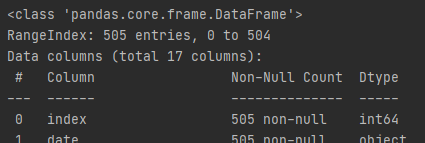 <class 'pandas.core.frame.DataFrame'>
RangeIndex: 505 entries, 0 to 504
Data columns (total 17 columns):
 #   Column                Non-Null Count  Dtype
---  ------                --------------  -----
 0   index                 505 non-null    int64
 1   date                  505 non-null    object